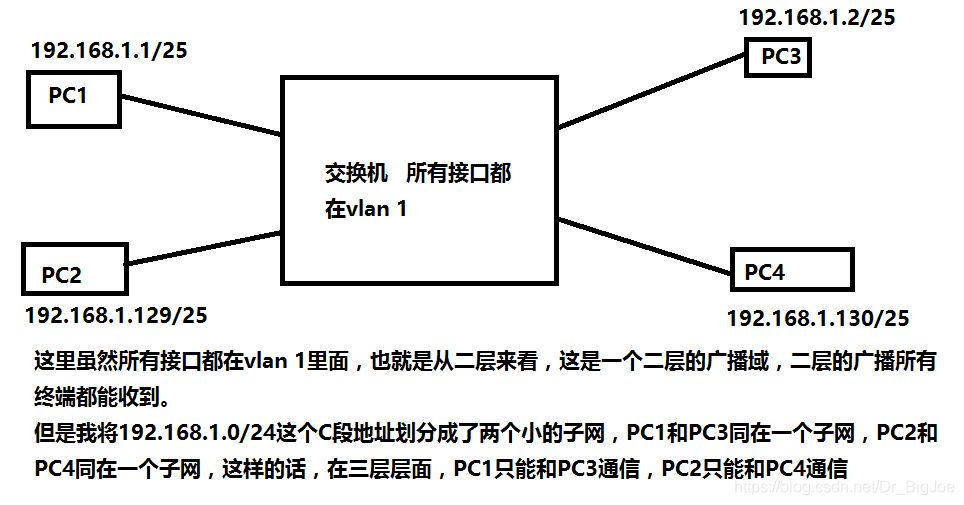 192.168.1.2/25
192.168.1.1/25
PC3
PC1
交换机 所有接口都
在vlan 1
PC2
PC4
192.168.1.129/25
192.168.1.130/25
这里虽然所有接口都在vlan 1里面，也就是从二层来看，这是一个二层的广播域，二层的广播所有
终端都能收到。
但是我将192.168.1.0/24这个C段地址划分成了两个小的子网，PC1和PC3同在一个子网，PC2和
PC4同在一个子网，这样的话，在三层层面，PC1只能和PC3通信，PC2只能和PC4通信
https://blog.csdn.net/Dr_BigJoe